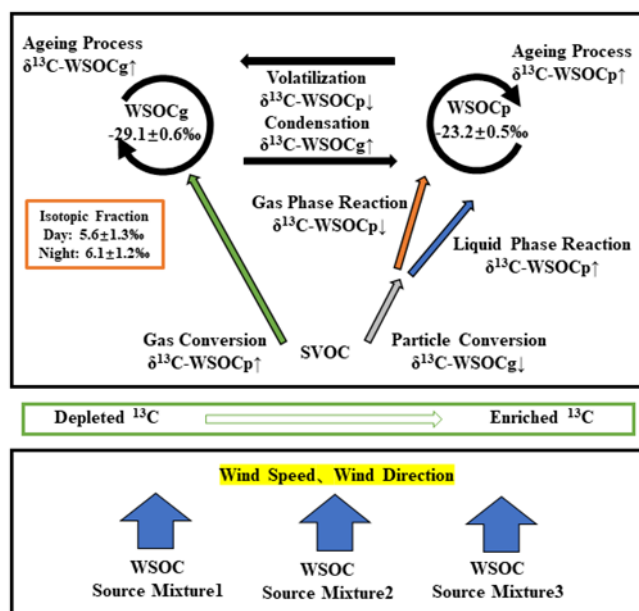 Ageing Process
δ¹³C-WSOCg↑
Volatilization
δ¹³C-WSOCp↓
Condensation
δ¹³C-WSOCg↑
Ageing Process
δ¹³C-WSOCp↑
WSOCg
-29.1±0.6‰
WSOCp
-23.2±0.5‰
Isotopic Fraction
Day: 5.6±1.3‰
Night: 6.1±1.2‰
Gas Phase Reaction
δ¹³C-WSOCp↓
Liquid Phase Reaction
δ¹³C-WSOCp↑
Gas Conversion
δ¹³C-WSOCp↑
SVOC
Particle Conversion
δ¹³C-WSOCg↓
Depleted ¹³C
Enriched ¹³C
Wind Speed、Wind Direction
WSOC
Source Mixture1
WSOC
Source Mixture2
WSOC
Source Mixture3